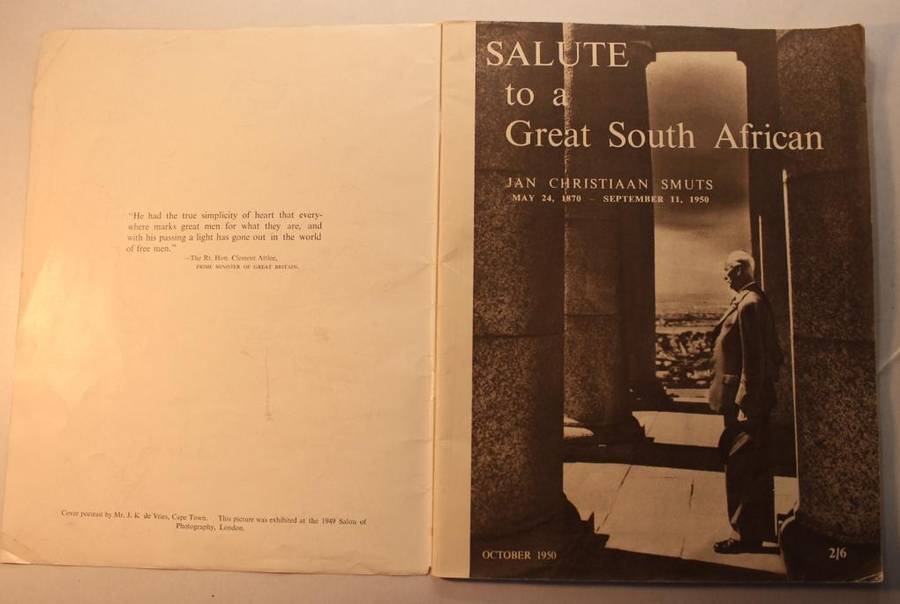 "He had the true simplicity of heart that every-
where marks great men for what they are, and
with his passing a light has gone out in the world
of free men."
—The Rt. Hon. Clement Attlee,
PRIME MINISTER OF GREAT BRITAIN.
Cover portrait by Mr. J. K. de Vries, Cape Town. This picture was exhibited at the 1949 Salon of
Photography, London.
SALUTE
to a
Great South African
JAN CHRISTIAAN SMUTS
MAY 24, 1870 – SEPTEMBER 11, 1950
OCTOBER 1950
2/6